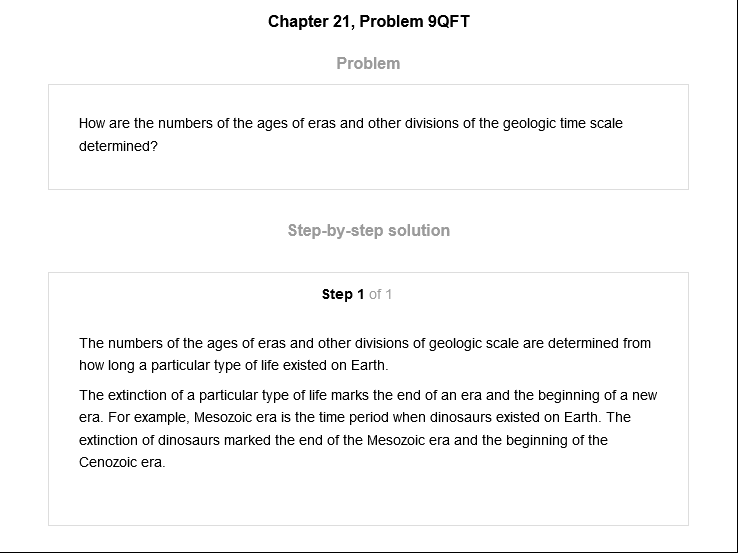 Chapter 21, Problem 9QFT
Problem
How are the numbers of the ages of eras and other divisions of the geologic time scale
determined?
Step-by-step solution
Step 1 of 1
The numbers of the ages of eras and other divisions of geologic scale are determined from
how long a particular type of life existed on Earth.
The extinction of a particular type of life marks the end of an era and the beginning of a new
era. For example, Mesozoic era is the time period when dinosaurs existed on Earth. The
extinction of dinosaurs marked the end of the Mesozoic era and the beginning of the
Cenozoic era.